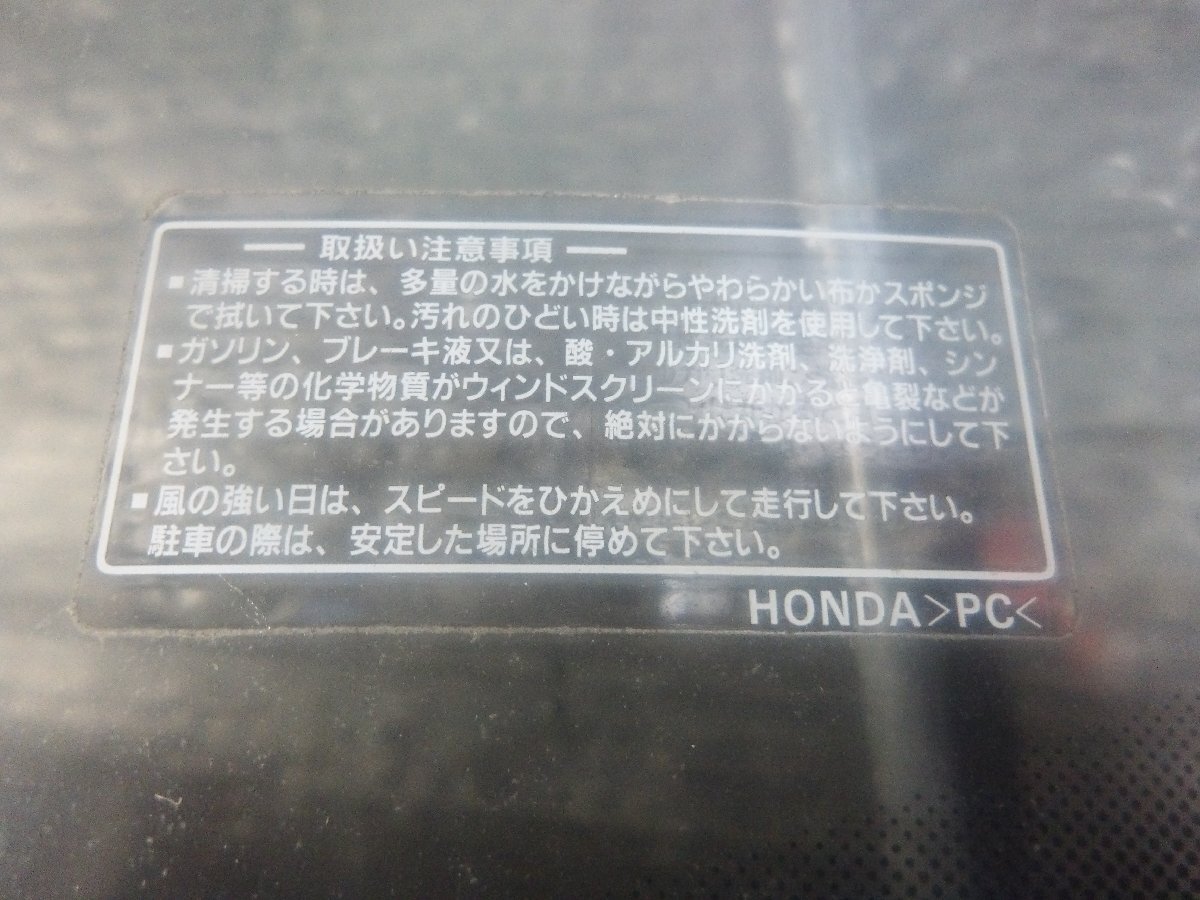 取扱い注意事項
■清掃する時は、多量の水をかけながらやわらかい布かスポンジ
で拭いて下さい。汚れのひどい時は中性洗剤を使用して下さい。
■ガソリン、ブレーキ液又は、酸・アルカリ洗剤、洗浄剤、シン
ナー等の化学物質がウィンドスクリーンにかかると亀裂などが
発生する場合がありますので、絶対にかからないようにして下
さい。
■風の強い日は、スピードをひかえめにして走行して下さい。
駐車の際は、安定した場所に停めて下さい。
HONDA >PC<